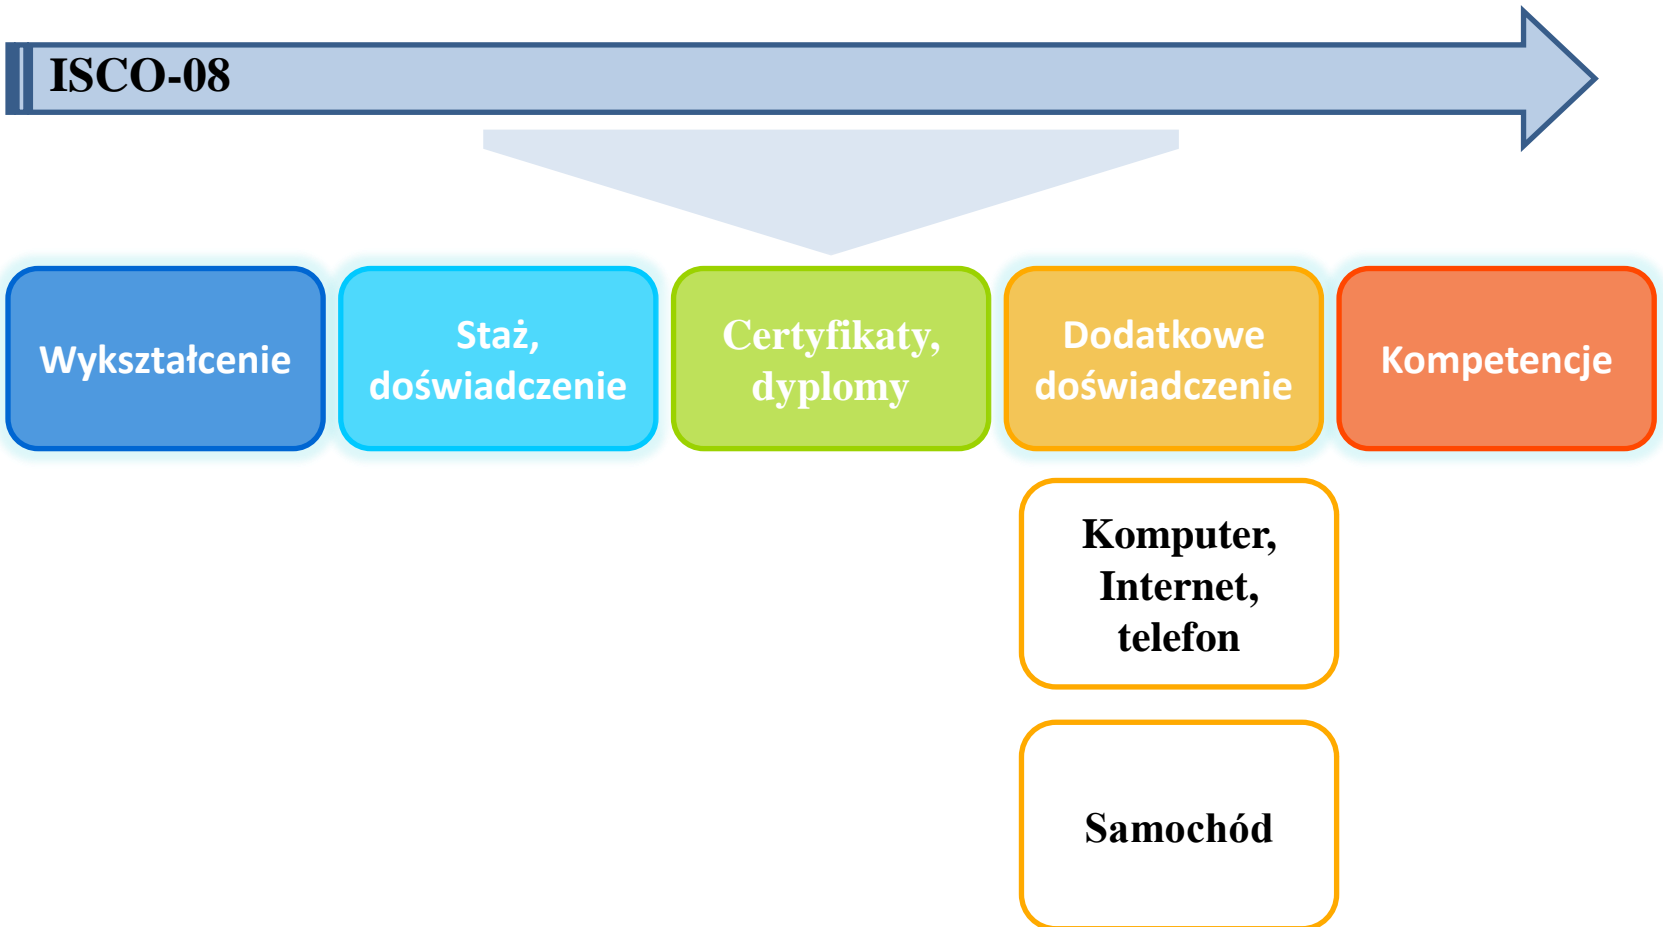 ISCO-08
Wykształcenie
Staż,
doświadczenie
Certyfikaty,
dyplomy
Dodatkowe
doświadczenie
Kompetencje
Komputer,
Internet,
telefon
Samochód